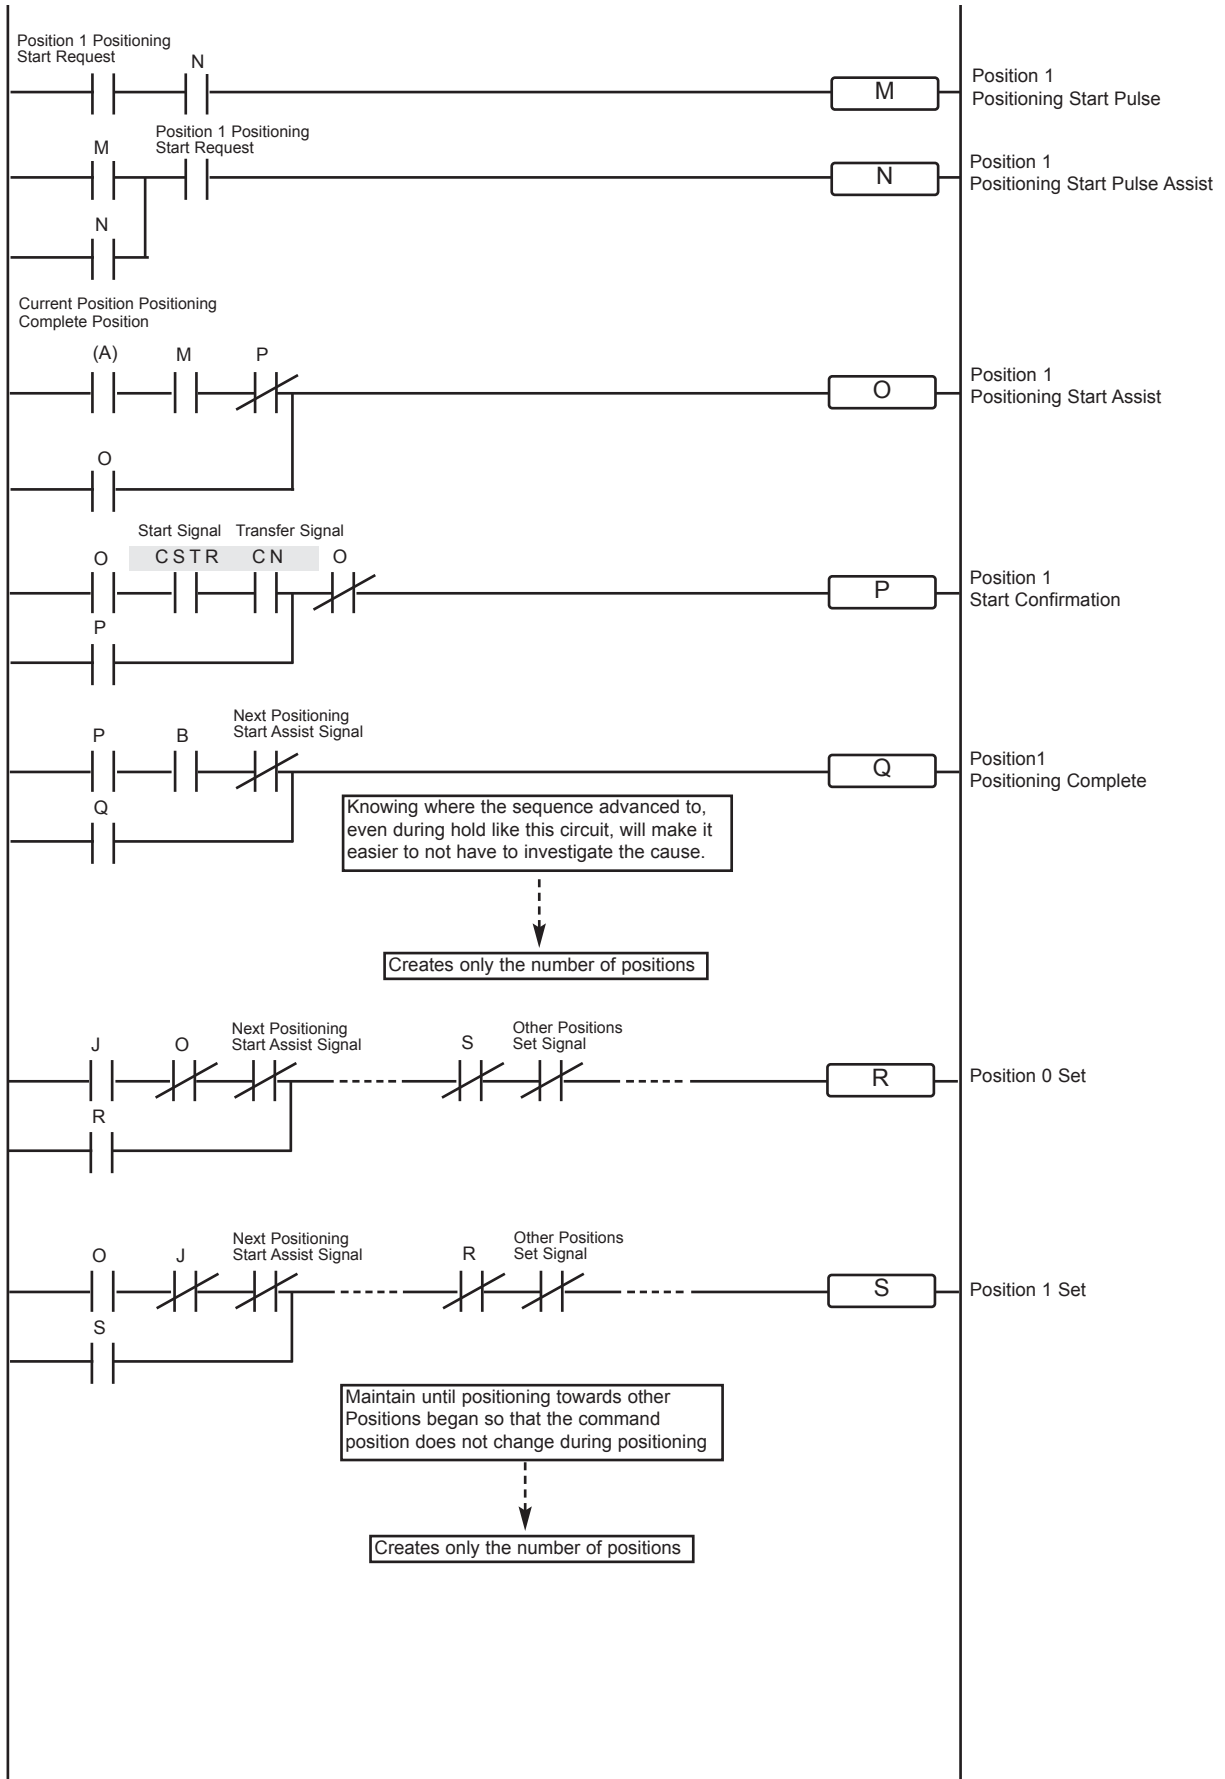 Position 1 Positioning
Start Request
N
M
Position 1
Positioning Start Pulse
M
Position 1 Positioning
Start Request
N
Position 1
Positioning Start Pulse Assist
N
Current Position Positioning
Complete Position
(A)
M
P
O
Position 1
Positioning Start Assist
O
Start Signal
Transfer Signal
O
CSTR
CN
O
P
Position 1
Start Confirmation
P
P
B
Next Positioning
Start Assist Signal
Q
Position1
Positioning Complete
Q
Knowing where the sequence advanced to,
even during hold like this circuit, will make it
easier to not have to investigate the cause.
Creates only the number of positions
J
O
Next Positioning
Start Assist Signal
S
Other Positions
Set Signal
R
Position 0 Set
R
O
J
Next Positioning
Start Assist Signal
R
Other Positions
Set Signal
S
Position 1 Set
S
Maintain until positioning towards other
Positions began so that the command
position does not change during positioning
Creates only the number of positions